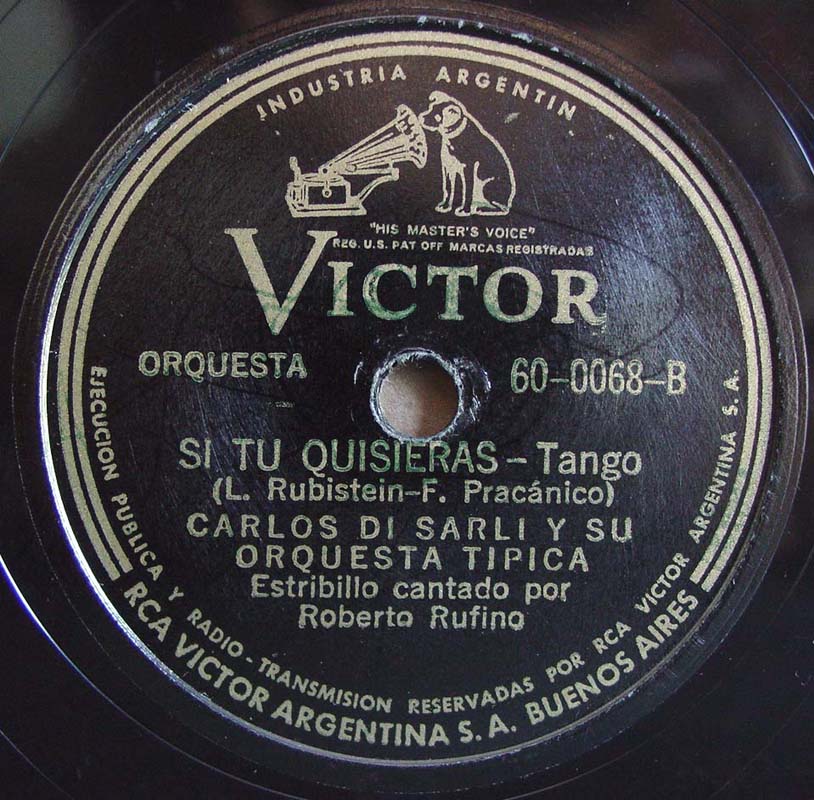 INDUSTRIA ARGENTIN
"HIS MASTER'S VOICE"
REG. U.S. PAT OFF MARCAS REGISTRADAS
VICTOR
ORQUESTA
60-0068-B
SI TU QUISIERAS - Tango
(L. Rubistein-F. Pracánico)
CARLOS DI SARLI Y SU
ORQUESTA TIPICA
Estribillo cantado por
Roberto Rufino
EJECUCION PUBLICA Y RADIO-TRANSMISION RESERVADAS POR RCA VICTOR ARGENTINA S. A.
RCA VICTOR ARGENTINA S. A. BUENOS AIRES